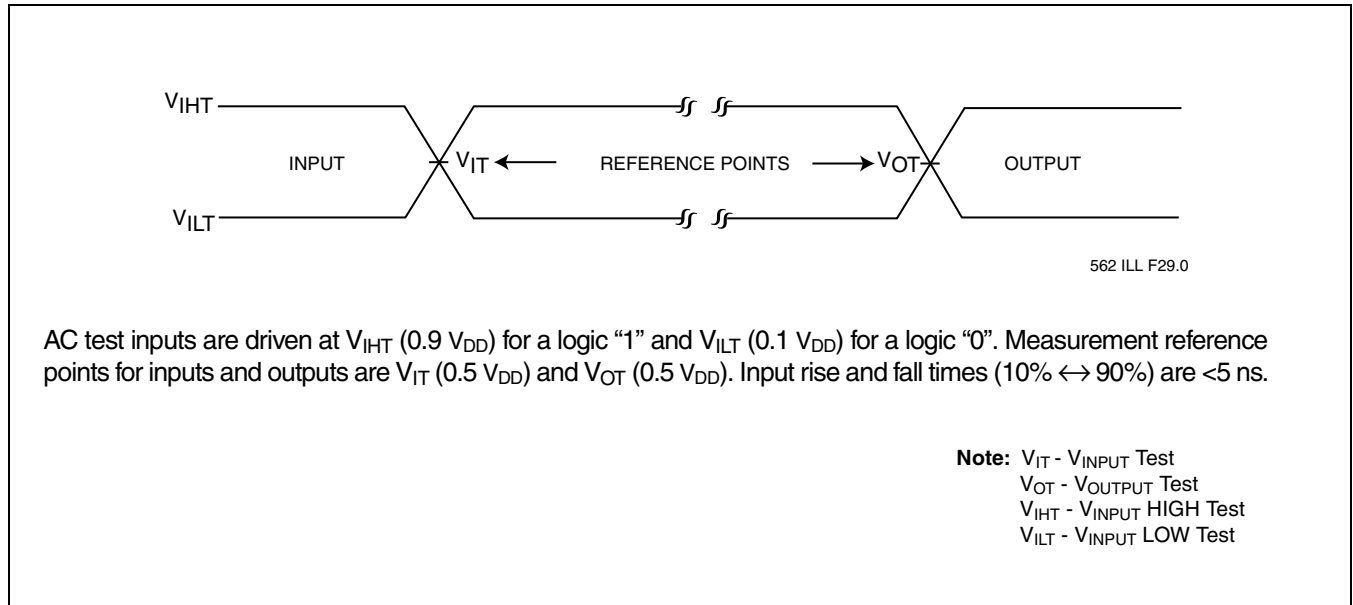 VIHT
INPUT VIT REFERENCE POINTS VOT OUTPUT
VILT
562 ILL F29.0
AC test inputs are driven at VIHT (0.9 VDD) for a logic “1” and VILT (0.1 VDD) for a logic “0”. Measurement reference
points for inputs and outputs are VIT (0.5 VDD) and VOT (0.5 VDD). Input rise and fall times (10% ↔ 90%) are <5 ns.
Note: VIT - VINPUT Test
VOT - VOUTPUT Test
VIHT - VINPUT HIGH Test
VILT - VINPUT LOW Test